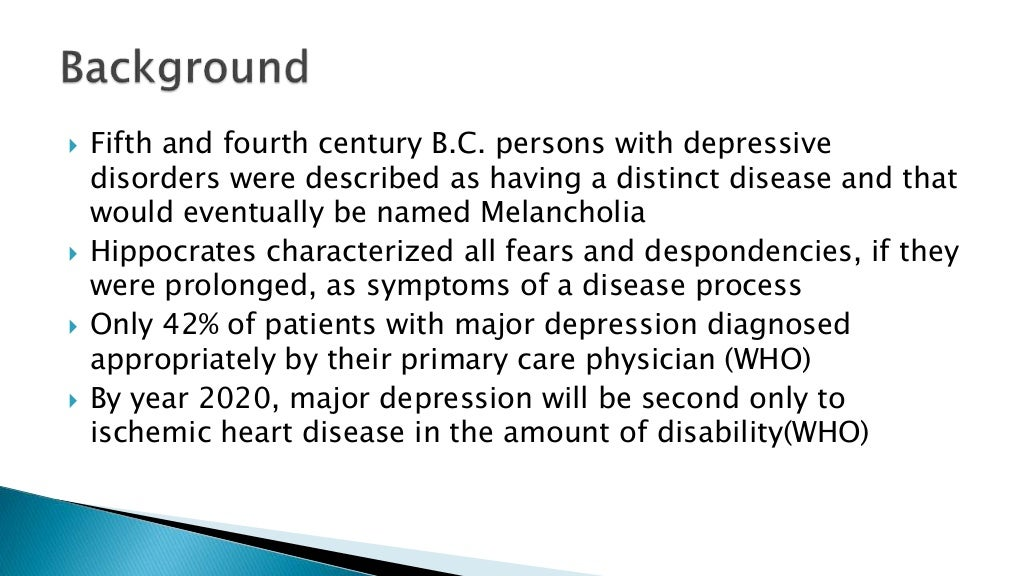 Background
Fifth and fourth century B.C. persons with depressive
disorders were described as having a distinct disease and that
would eventually be named Melancholia
Hippocrates characterized all fears and despondencies, if they
were prolonged, as symptoms of a disease process
Only 42% of patients with major depression diagnosed
appropriately by their primary care physician (WHO)
By year 2020, major depression will be second only to
ischemic heart disease in the amount of disability(WHO)